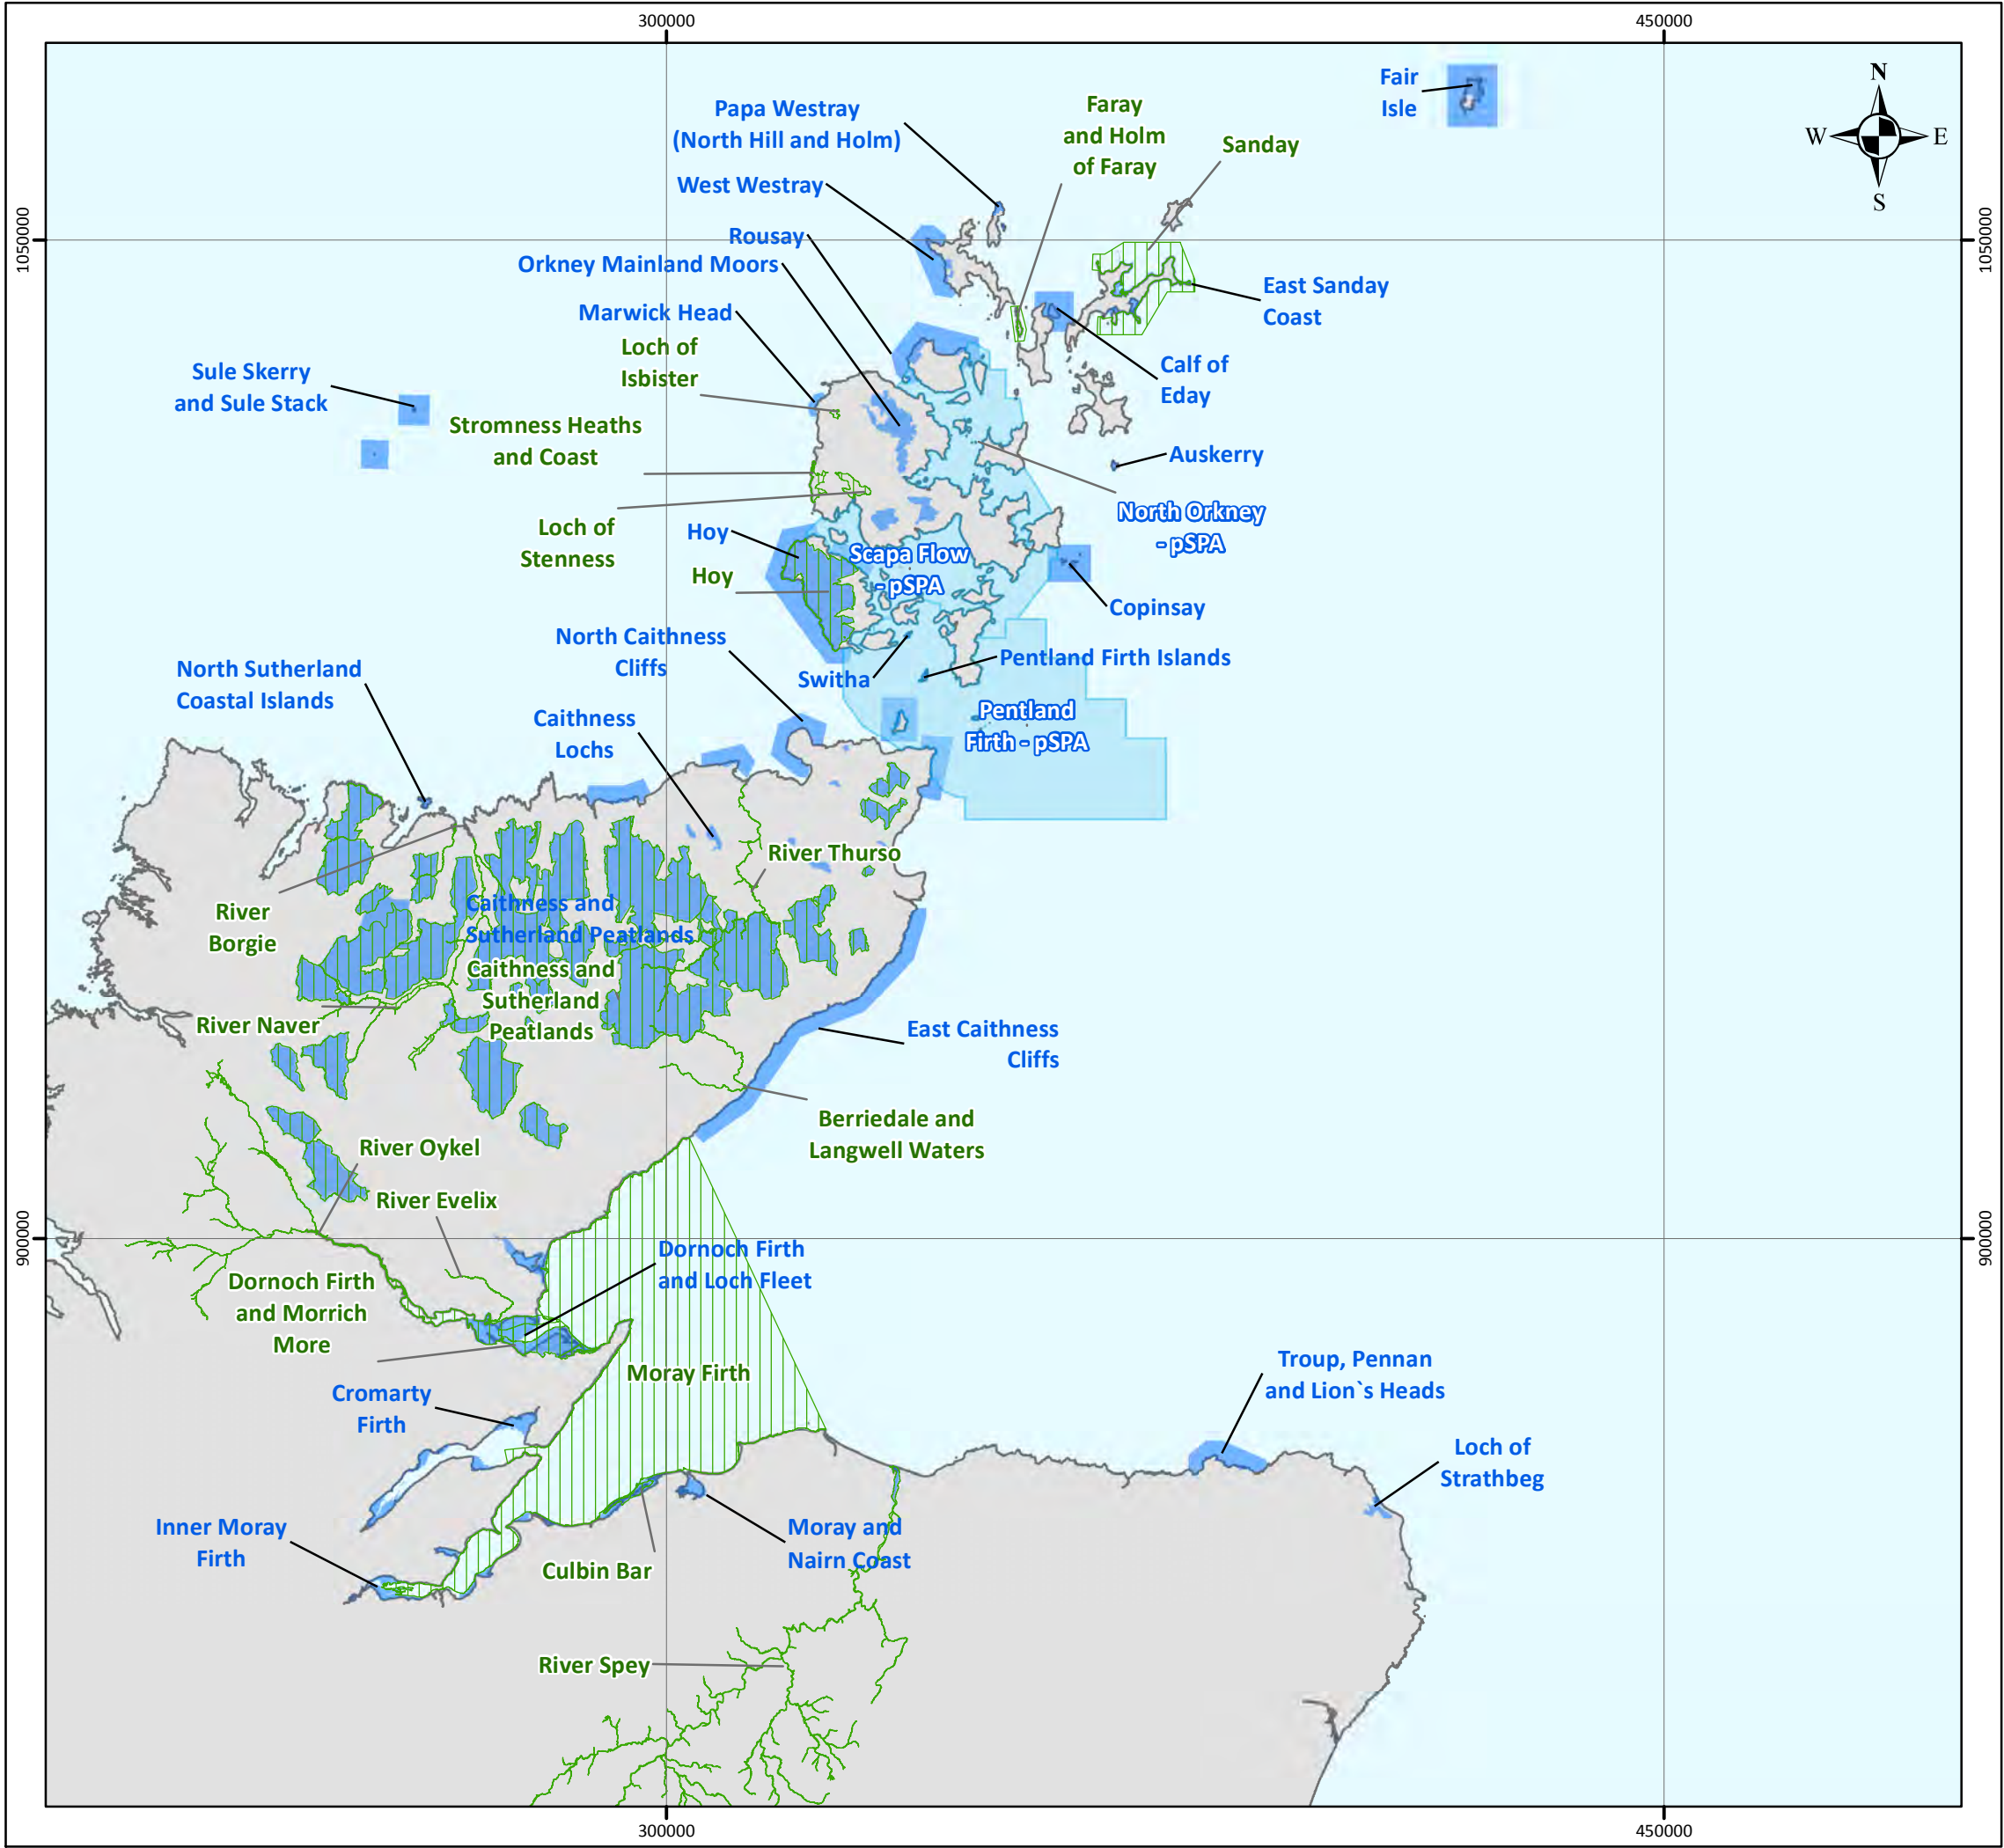 300000
450000
Fair
Isle
N
W
E
S
Papa Westray
(North Hill and Holm)
Faray
and Holm
of Faray
Sanday
West Westray
1050000
1050000
Rousay
Orkney Mainland Moors
East Sanday
Coast
Marwick Head
Loch of
Isbister
Calf of
Eday
Sule Skerry
and Sule Stack
Stromness Heaths
and Coast
Auskerry
North Orkney
- pSPA
Loch of
Stenness
Hoy
Scapa Flow
- pSPA
Hoy
Copinsay
North Caithness
Cliffs
Pentland Firth Islands
North Sutherland
Coastal Islands
Switha
Caithness
Lochs
Pentland
Firth - pSPA
River Thurso
River
Borgie
Caithness and
Sutherland Peatlands
Caithness and
Sutherland
Peatlands
River Naver
East Caithness
Cliffs
Berriedale and
Langwell Waters
River Oykel
River Evelix
900000
900000
Dornoch Firth
and Loch Fleet
Dornoch Firth
and Morrich
More
Moray Firth
Troup, Pennan
and Lion`s Heads
Cromarty
Firth
Loch of
Strathbeg
Inner Moray
Firth
Moray and
Nairn Coast
Culbin Bar
River Spey
300000
450000